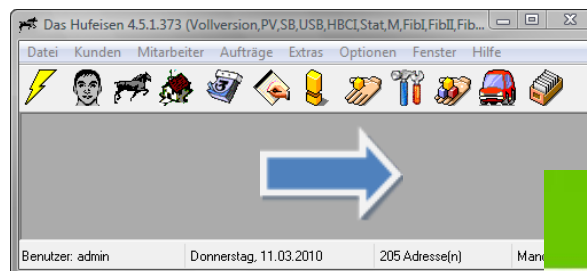 Das Hufeisen 4.5.1.373 (Vollversion,PV,SB,USB,HBCI,Stat,M,FibI,FibII,Fib...
Datei Kunden Mitarbeiter Aufträge Extras Optionen Fenster Hilfe
Benutzer: admin Donnerstag, 11.03.2010 205 Adresse(n)